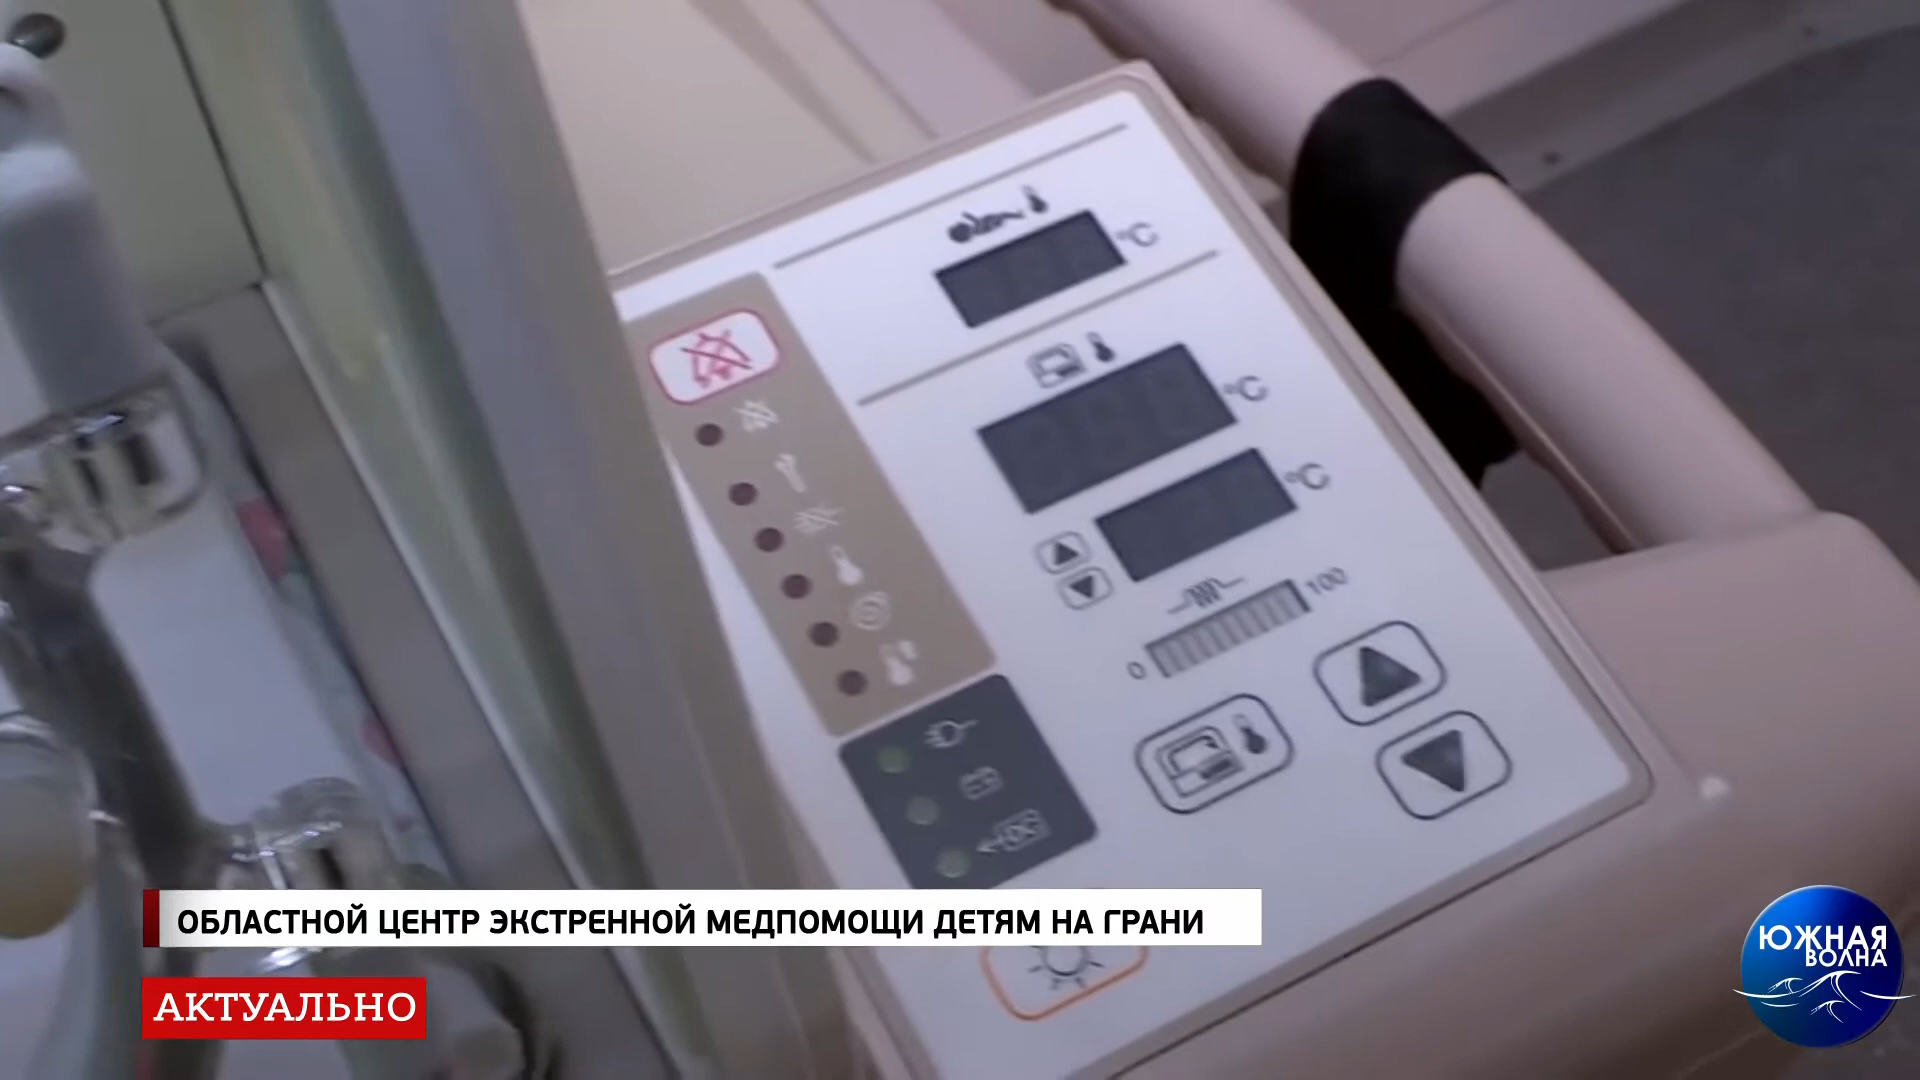 °C
°C
°C
100
0
ОБЛАСТНОЙ ЦЕНТР ЭКСТРЕННОЙ МЕДПОМОЩИ ДЕТЯМ НА ГРАНИ
АКТУАЛЬНО
ЮЖНАЯ
ВОЛНА